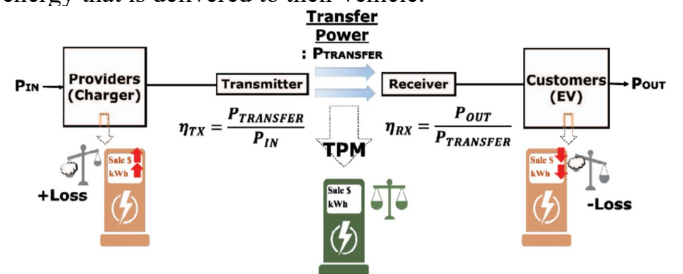 energy that is delivered to their vehicle.
Transfer
Power
: PTRANSFER
PIN
Providers
(Charger)
Transmitter
Receiver
Customers
(EV)
POUT
ηTX = PTRANSFER / PIN
ηRX = POUT / PTRANSFER
TPM
+Loss
Sale $
kWh
Sale $
kWh
Sale $
kWh
-Loss